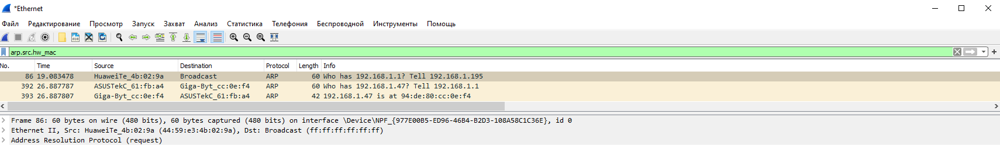 *Ethernet
Файл Редактирование Просмотр Запуск Захват Анализ Статистика Телефония Беспроводной Инструменты Помощь
arp.src.hw_mac
No. Time Source Destination Protocol Length Info
86 19.083478 HuaweiTe_4b:02:9a Broadcast ARP 60 Who has 192.168.1.1? Tell 192.168.1.195
392 26.887787 ASUSTekC_61:fb:a4 Giga-Byt_cc:0e:f4 ARP 60 Who has 192.168.1.47? Tell 192.168.1.1
393 26.887807 Giga-Byt_cc:0e:f4 ASUSTekC_61:fb:a4 ARP 42 192.168.1.47 is at 94:de:80:cc:0e:f4
Frame 86: 60 bytes on wire (480 bits), 60 bytes captured (480 bits) on interface \Device\NPF_{977E00B5-ED96-46B4-B2D3-108A58C1C36E}, id 0
Ethernet II, Src: HuaweiTe_4b:02:9a (44:59:e3:4b:02:9a), Dst: Broadcast (ff:ff:ff:ff:ff:ff)
Address Resolution Protocol (request)